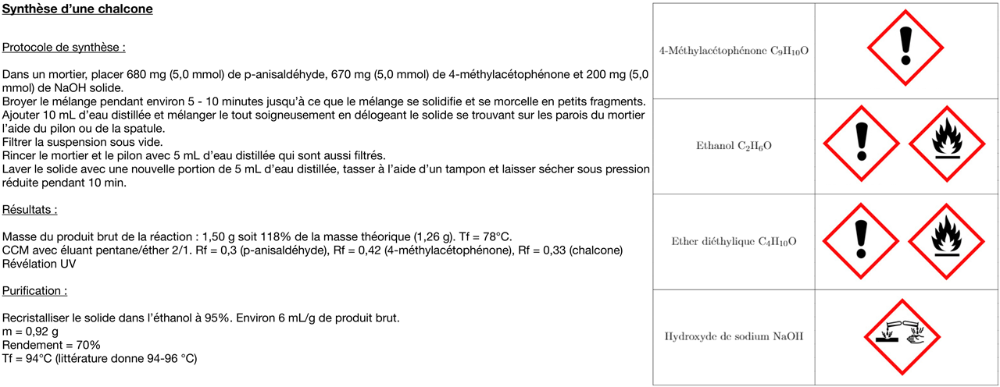 Synthèse d'une chalcone
Protocole de synthèse :
Dans un mortier, placer 680 mg (5,0 mmol) de p-anisaldéhyde, 670 mg (5,0 mmol) de 4-méthylacétophénone et 200 mg (5,0
mmol) de NaOH solide.
Broyer le mélange pendant environ 5 - 10 minutes jusqu'à ce que le mélange se solidifie et se morcelle en petits fragments.
Ajouter 10 mL d'eau distillée et mélanger le tout soigneusement en délogeant le solide se trouvant sur les parois du mortier
l'aide du pilon ou de la spatule.
Filtrer la suspension sous vide.
Rincer le mortier et le pilon avec 5 mL d'eau distillée qui sont aussi filtrés.
Laver le solide avec une nouvelle portion de 5 mL d'eau distillée, tasser à l'aide d'un tampon et laisser sécher sous pression
réduite pendant 10 min.
Résultats :
Masse du produit brut de la réaction : 1,50 g soit 118% de la masse théorique (1,26 g). Tf = 78°C.
CCM avec éluant pentane/éther 2/1. Rf = 0,3 (p-anisaldéhyde), Rf = 0,42 (4-méthylacétophénone), Rf = 0,33 (chalcone)
Révélation UV
Purification :
Recristalliser le solide dans l'éthanol à 95%. Environ 6 mL/g de produit brut.
m = 0,92 g
Rendement = 70%
Tf = 94°C (littérature donne 94-96 °C)
4-Méthylacétophénone C₉H₁₀O
Ethanol C₂H₆O
Ether diéthylique C₄H₁₀O
Hydroxyde de sodium NaOH